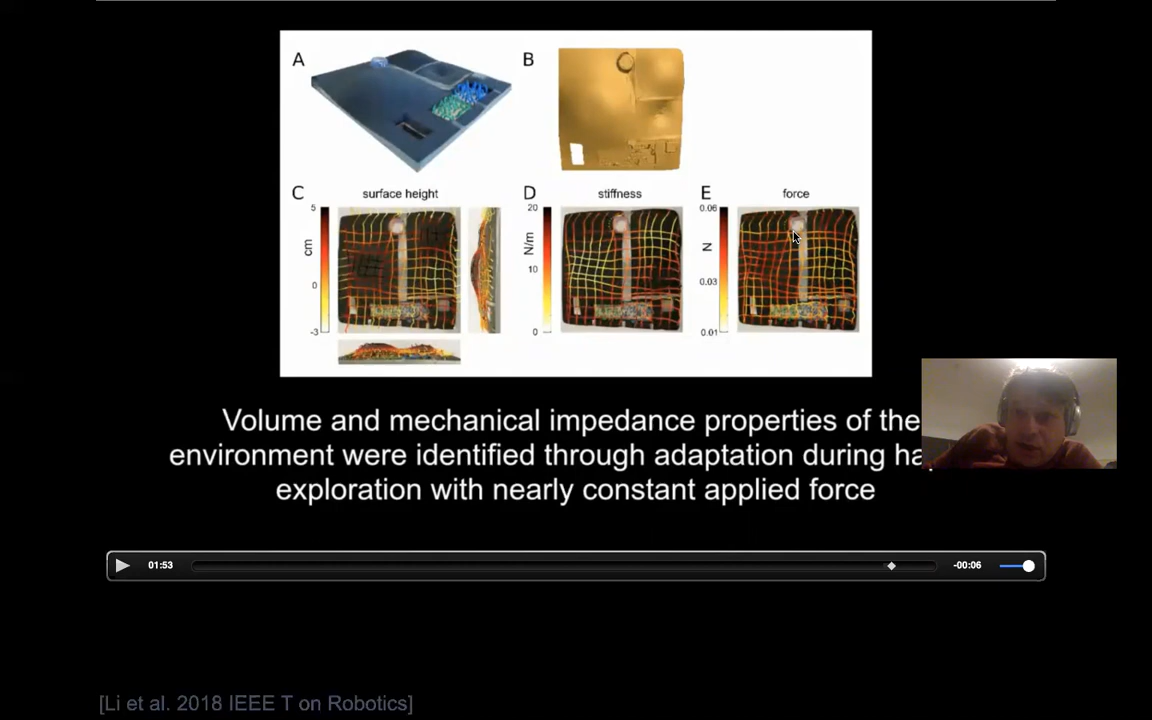 A
B
C
surface height
D
stiffness
E
force
5
cm
0
-3
20
N/m
10
0
0.06
N
0.03
0.01
Volume and mechanical impedance properties of the
environment were identified through adaptation during
exploration with nearly constant applied force
01:53
-00:06
[Li et al. 2018 IEEE T on Robotics]